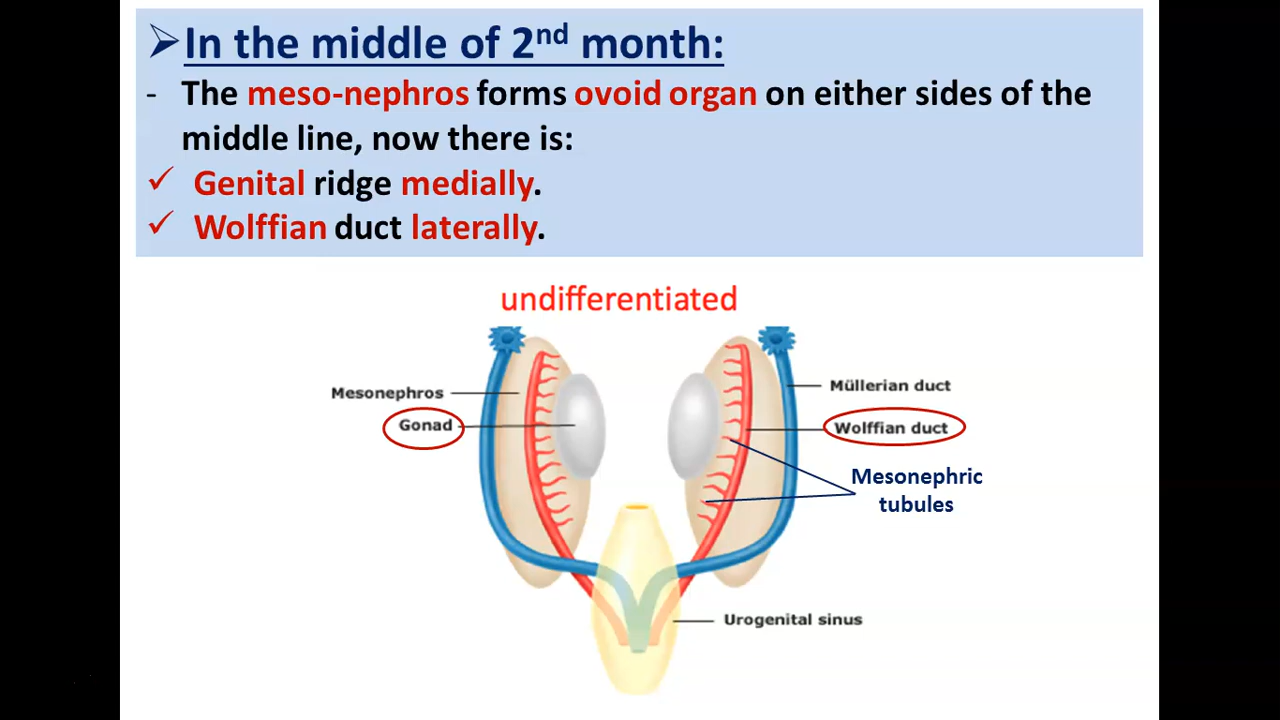 ➢In the middle of 2nd month:
- The meso-nephros forms ovoid organ on either sides of the
middle line, now there is:
✓ Genital ridge medially.
✓ Wolffian duct laterally.
undifferentiated
Mesonephros
Gonad
Müllerian duct
Wolffian duct
Mesonephric
tubules
Urogenital sinus